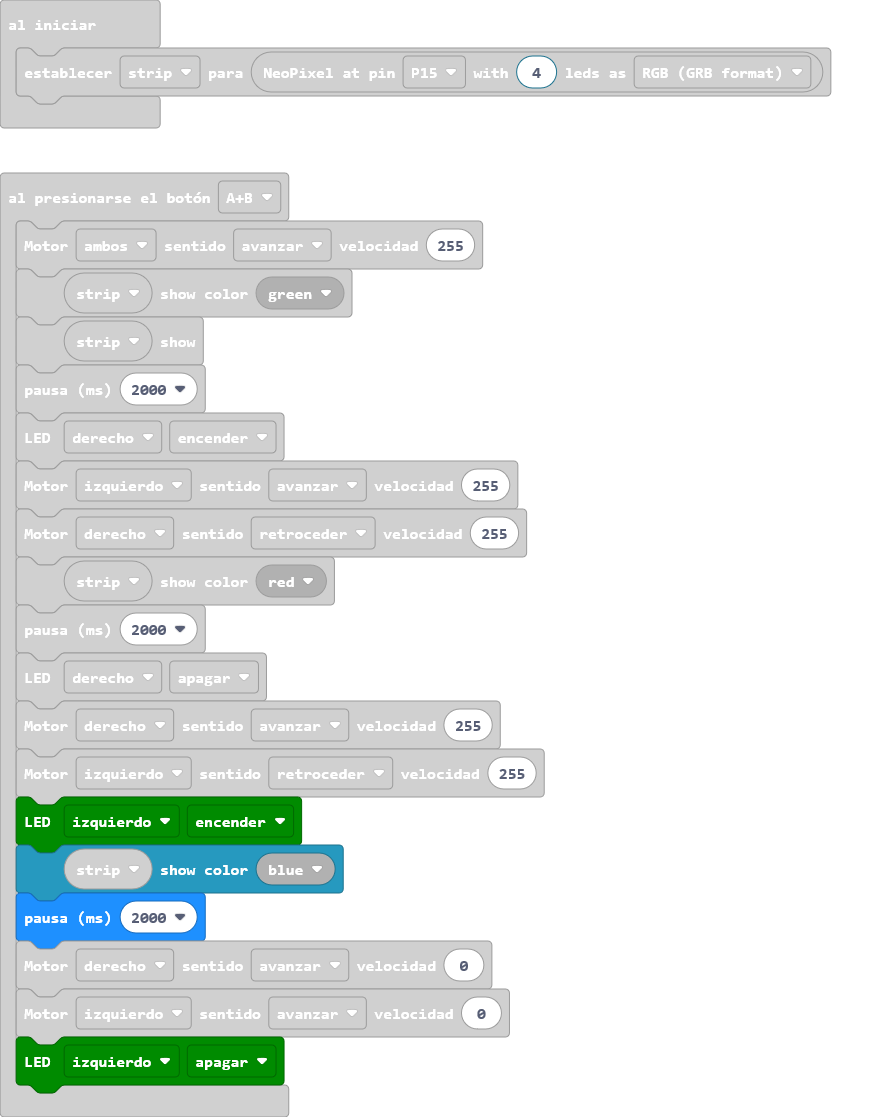 al iniciar
establecer strip para NeoPixel at pin P15 with 4 leds as RGB (GRB format)
al presionarse el botón A+B
Motor ambos sentido avanzar velocidad 255
strip show color green
strip show
pausa (ms) 2000
LED derecho encender
Motor izquierdo sentido avanzar velocidad 255
Motor derecho sentido retroceder velocidad 255
strip show color red
pausa (ms) 2000
LED derecho apagar
Motor derecho sentido avanzar velocidad 255
Motor izquierdo sentido retroceder velocidad 255
LED izquierdo encender
strip show color blue
pausa (ms) 2000
Motor derecho sentido avanzar velocidad 0
Motor izquierdo sentido avanzar velocidad 0
LED izquierdo apagar